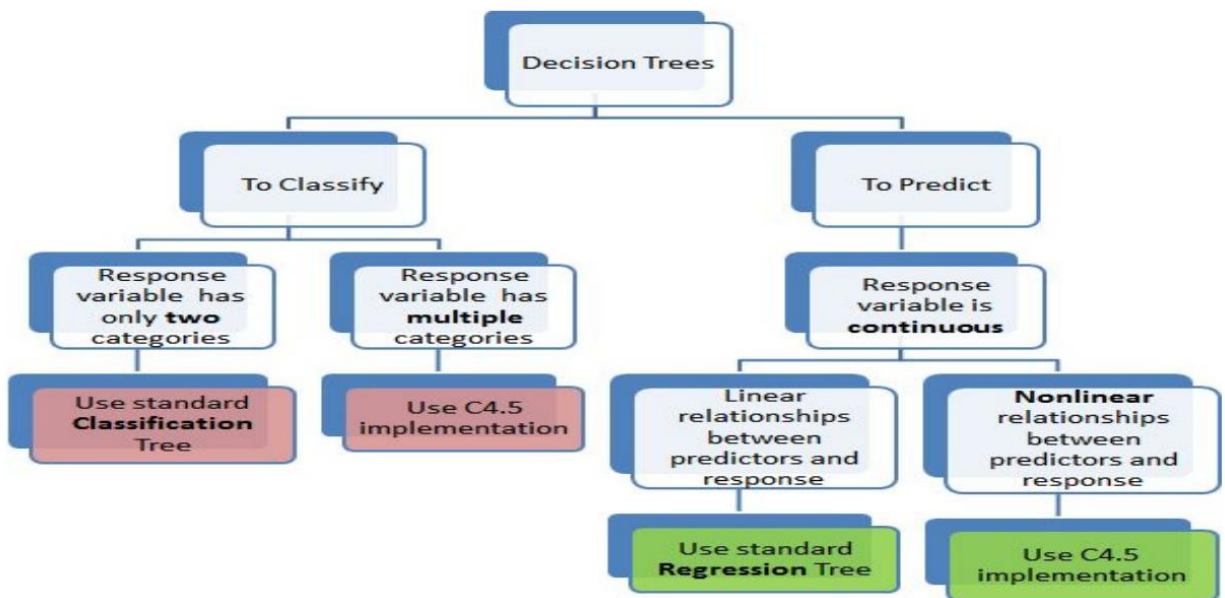 Decision Trees
To Classify
To Predict
Response
variable has
only two
categories
Response
variable has
multiple
categories
Response
variable is
continuous
Use standard
Classification
Tree
Use C4.5
implementation
Linear
relationships
between
predictors and
response
Nonlinear
relationships
between
predictors and
response
Use standard
Regression Tree
Use C4.5
implementation